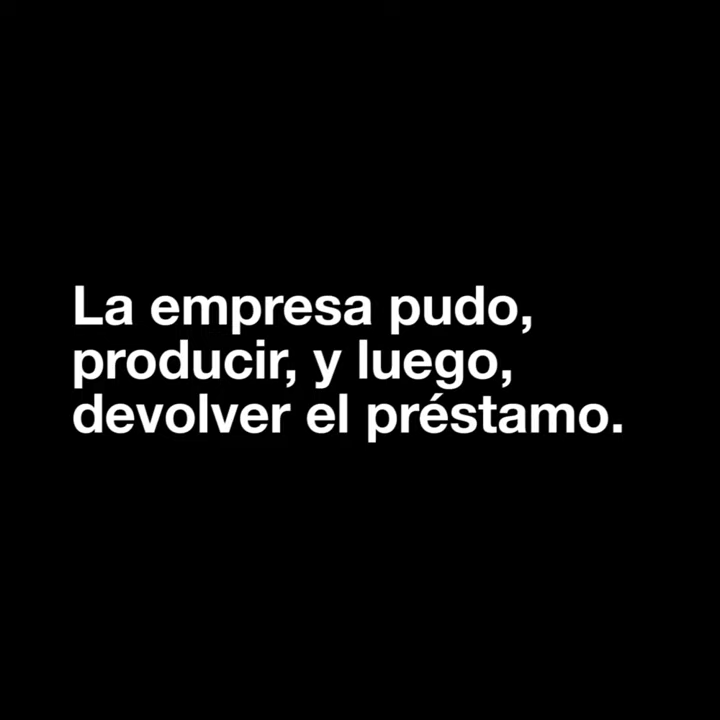 La empresa pudo,
producir, y luego,
devolver el préstamo.